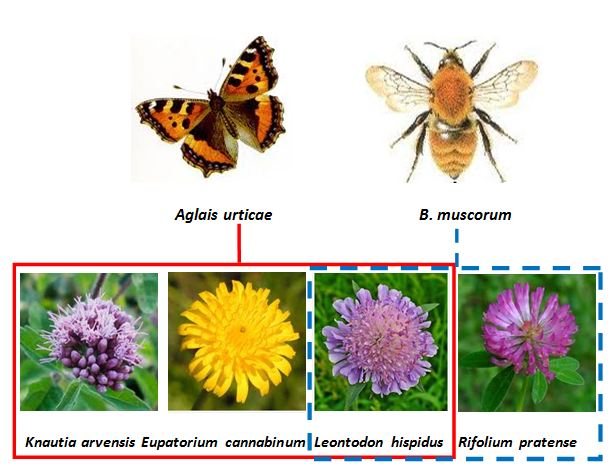 Aglais urticae B. muscorum
Knautia arvensis Eupatorium cannabinum Leontodon hispidus Rifolium pratense